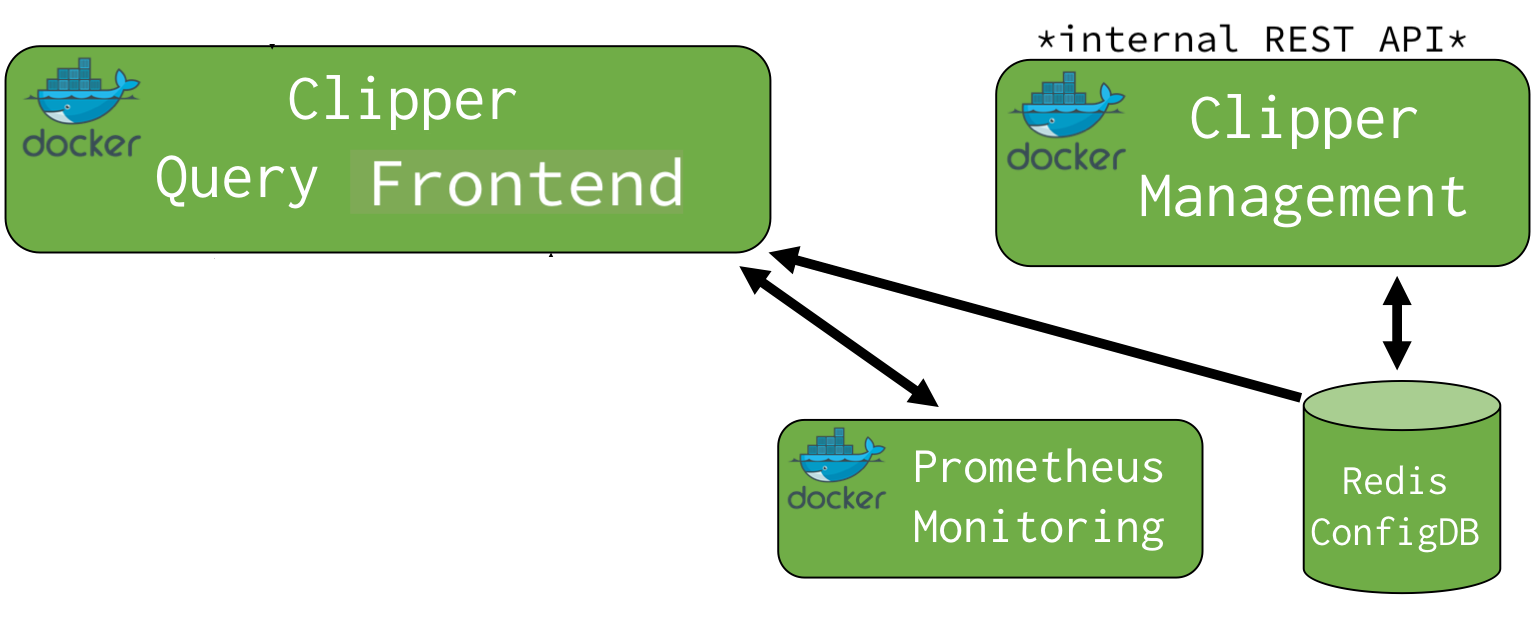 *internal REST API*
docker
Clipper
Query Frontend
docker
Clipper
Management
docker
Prometheus
Monitoring
Redis
ConfigDB